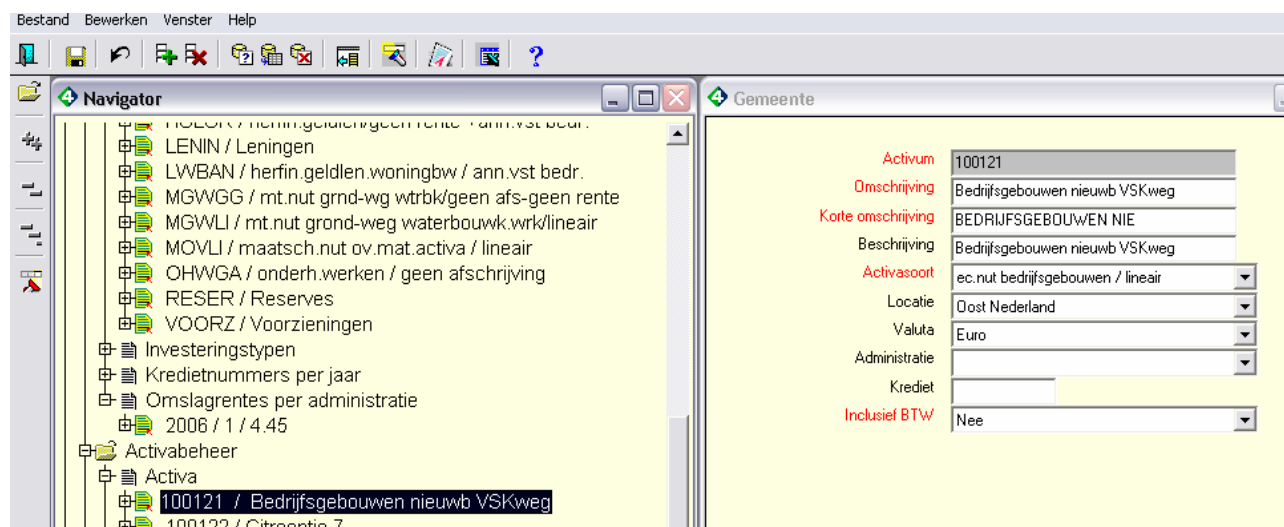 Bestand Bewerken Venster Help
Navigator
LENIN / Leningen
LWBAN / herfin.geldlen.woningbw / ann.vst bedr.
MGWGG / mt.nut grnd-wg wtrbk/geen afs-geen rente
MGWLI / mt.nut grond-weg waterbouwk.wrk/lineair
MOVLI / maatsch.nut ov.mat.activa / lineair
OHWGA / onderh.werken / geen afschrijving
RESER / Reserves
VOORZ / Voorzieningen
Investeringstypen
Kredietnummers per jaar
Omslagrentes per administratie
2006 / 1 / 4.45
Activabeheer
Activa
100121 / Bedrijfsgebouwen nieuwb VSKweg
Gemeente
Activum 100121
Omschrijving Bedrijfsgebouwen nieuwb VSKweg
Korte omschrijving BEDRIJFSGEBOUWEN NIE
Beschrijving Bedrijfsgebouwen nieuwb VSKweg
Activasoort ec.nut bedrijfsgebouwen / lineair
Locatie Oost Nederland
Valuta Euro
Administratie
Krediet
Inclusief BTW Nee